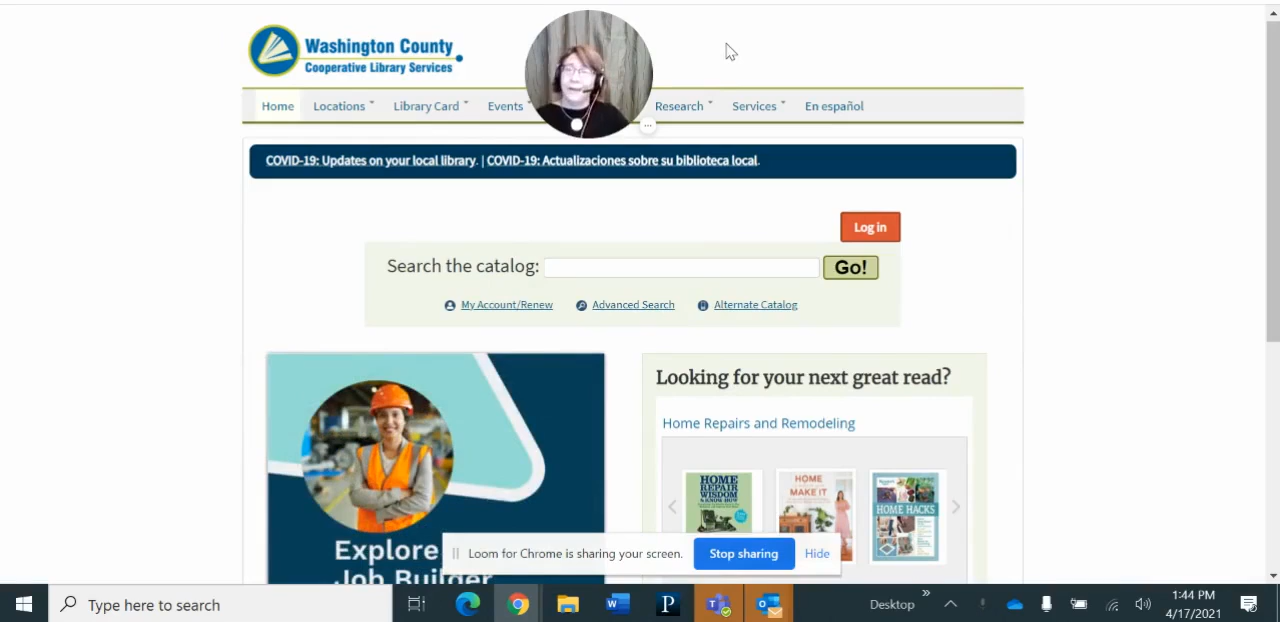 Washington County
Cooperative Library Services
Home Locations Library Card Events Research Services En español
COVID-19: Updates on your local library. | COVID-19: Actualizaciones sobre su biblioteca local.
Log in
Search the catalog: Go!
My Account/Renew Advanced Search Alternate Catalog
Looking for your next great read?
Home Repairs and Remodeling
HOME
REPAIR
WISDOM
& KNOW-HOW
HOME
MAKE IT
HOME HACKS
Explore
Job Builder
Loom for Chrome is sharing your screen. Stop sharing Hide
Type here to search
Desktop
1:44 PM
4/17/2021